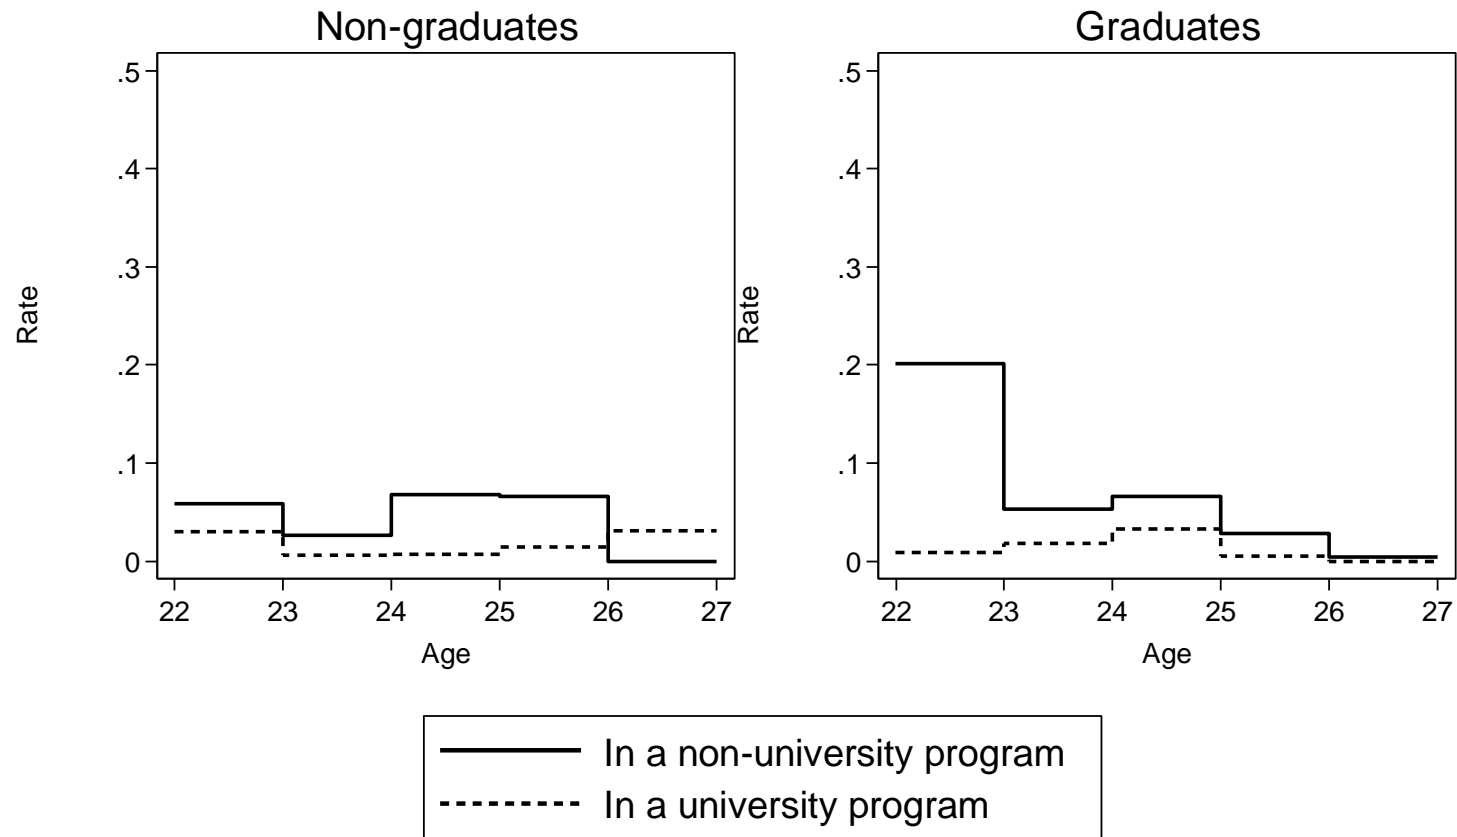 Non-graduates
.5
.4
.3
.2
.1
0
Rate
22 23 24 25 26 27
Age
Graduates
.5
.4
.3
.2
.1
0
Rate
22 23 24 25 26 27
Age
In a non-university program
In a university program